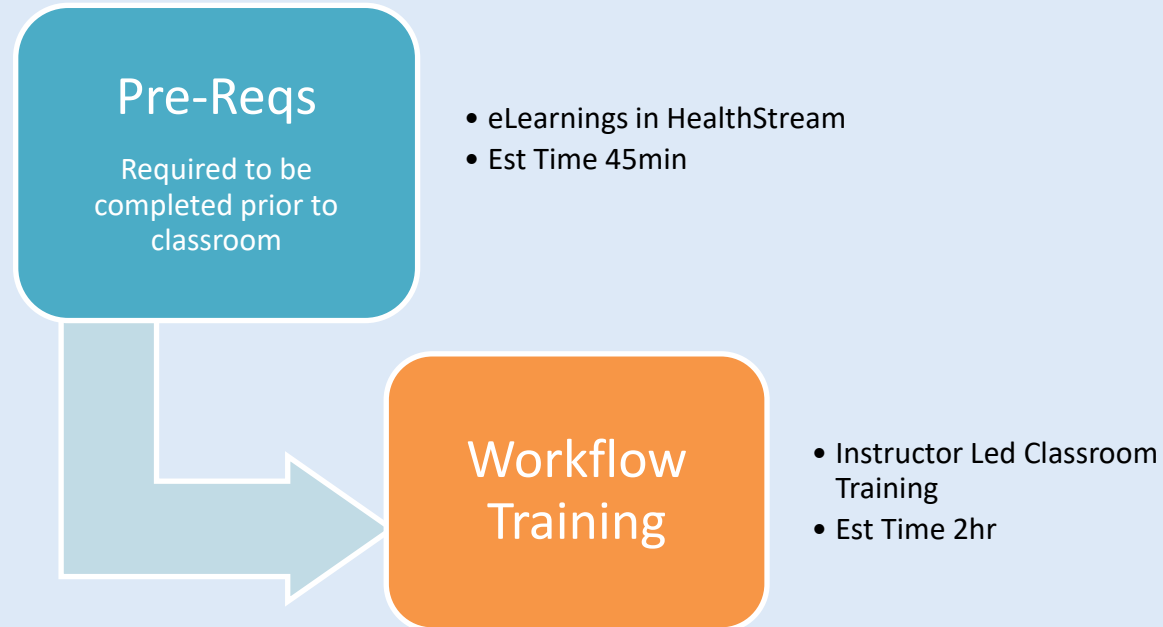 Pre-Reqs
Required to be
completed prior to
classroom
• eLearnings in HealthStream
• Est Time 45min
Workflow
Training
• Instructor Led Classroom
Training
• Est Time 2hr